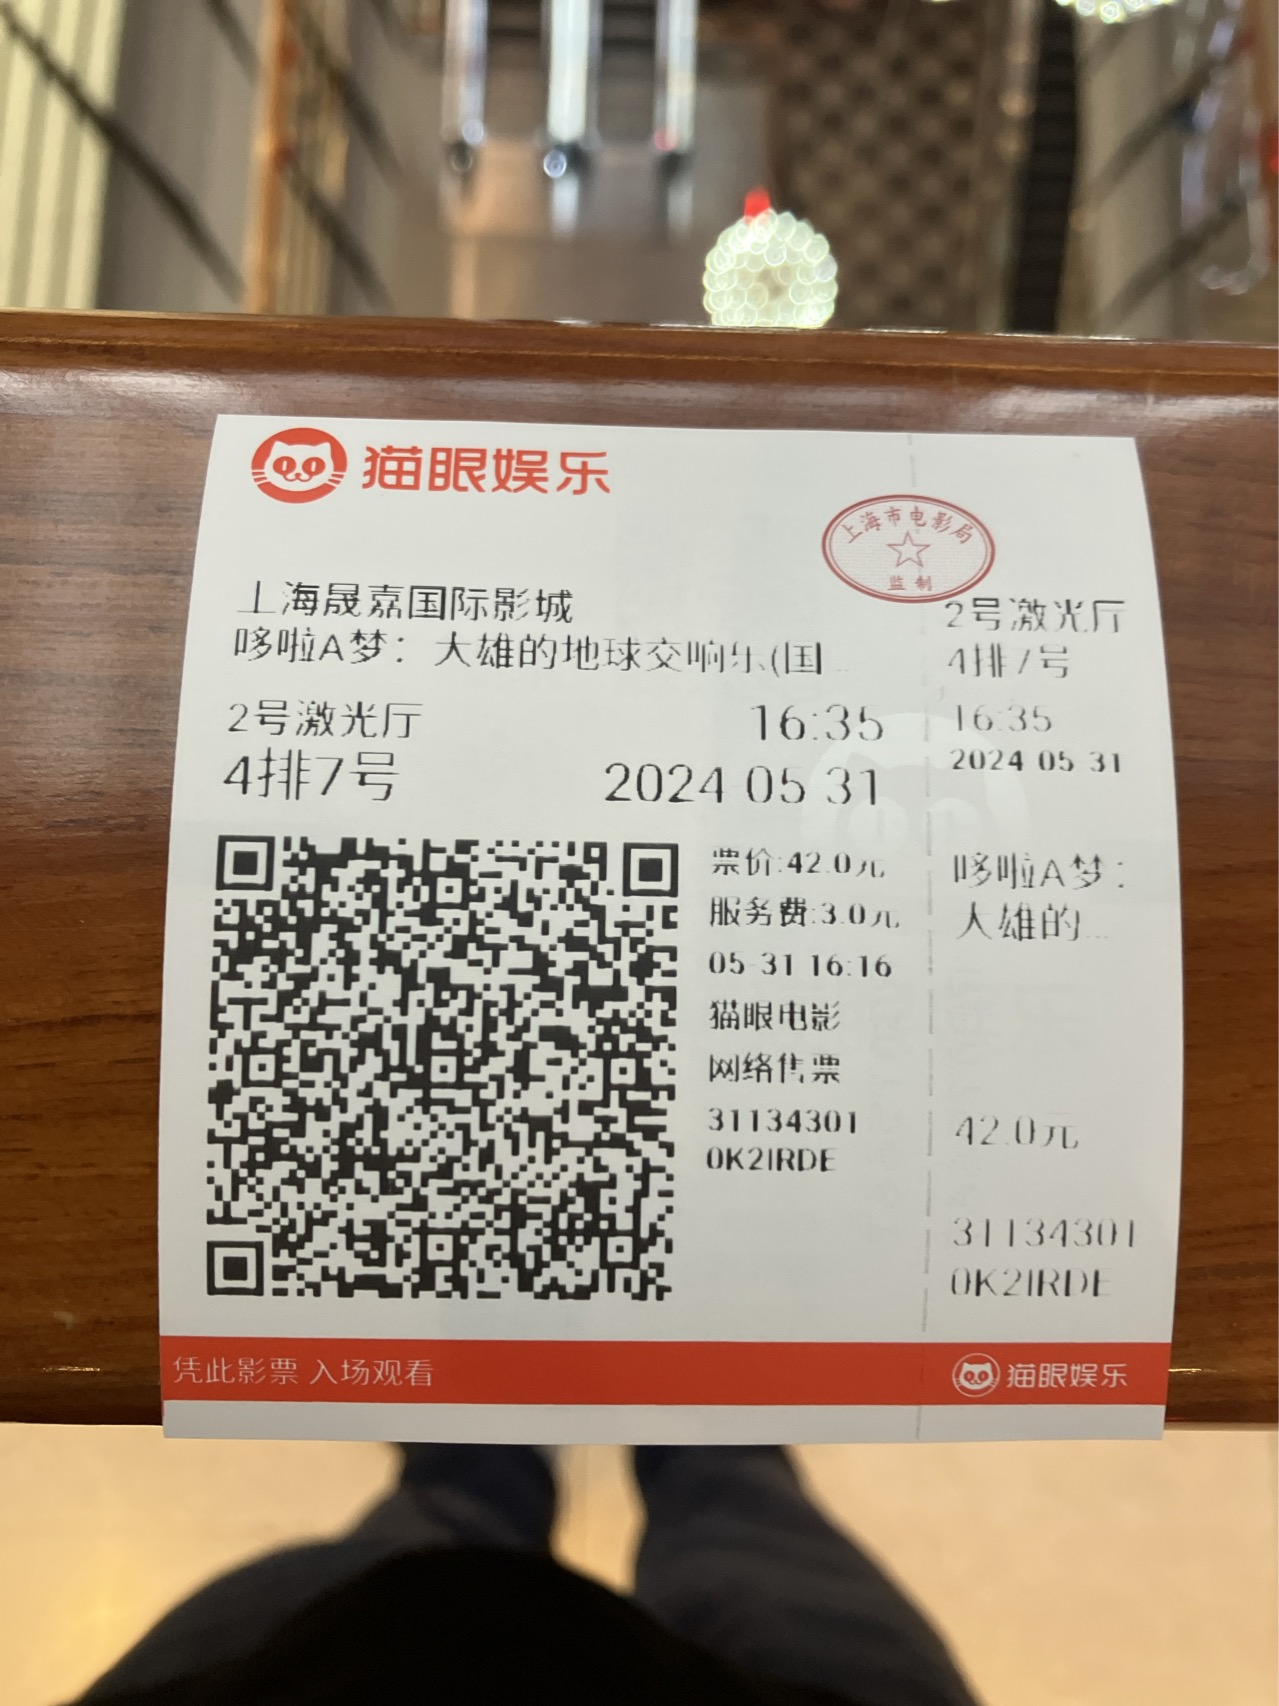 猫眼娱乐
上海市电影局
监制
上海晟嘉国际影城
哆啦A梦：大雄的地球交响乐(国...
2号激光厅 16:35
4排7号 2024 05 31
票价:42.0元
服务费:3.0元
05-31 16:16
猫眼电影
网络售票
31134301
0K2IRDE
2号激光厅
4排7号
16:35
2024 05 31
哆啦A梦：
大雄的...
42.0元
31134301
0K2IRDE
凭此影票 入场观看
猫眼娱乐